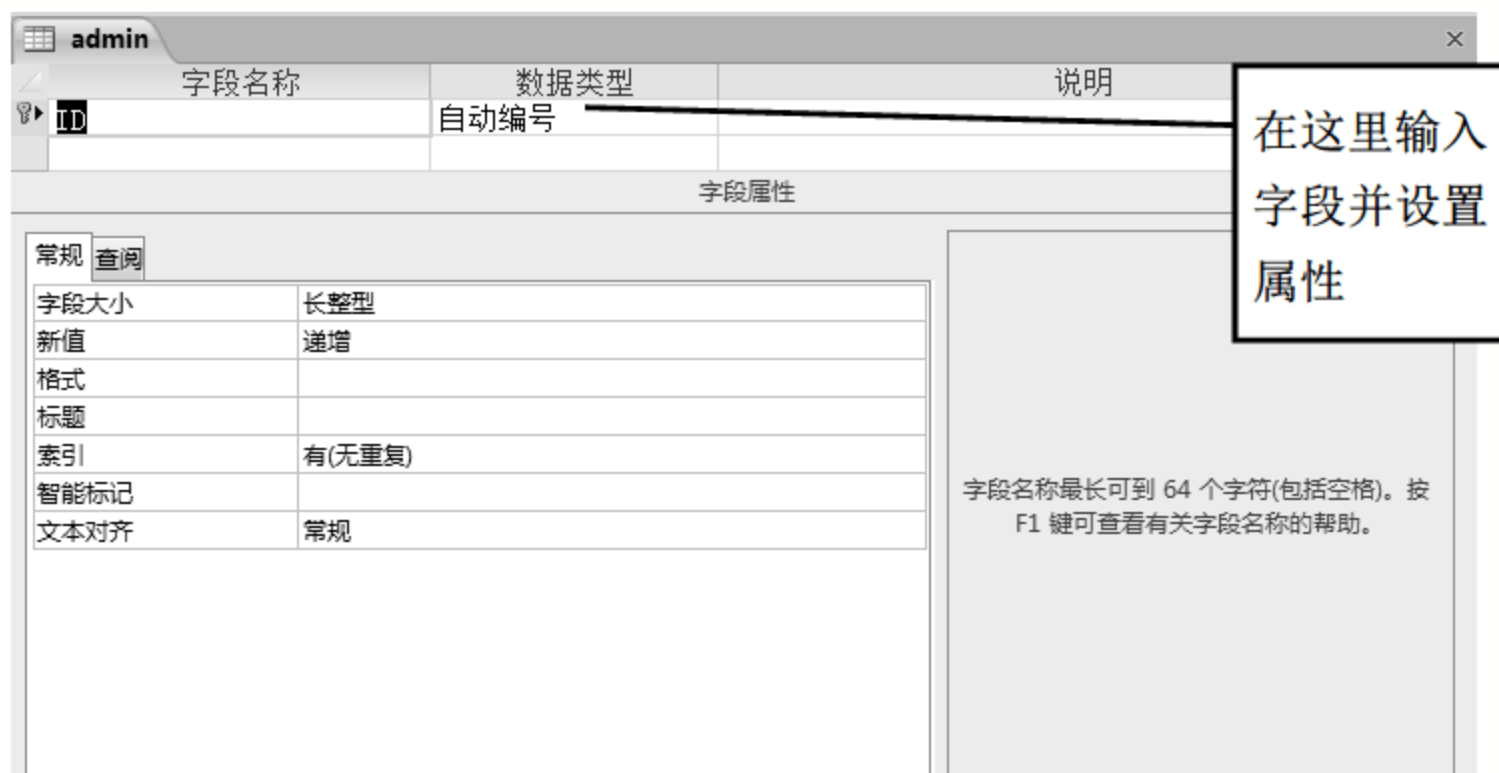 admin
字段名称 数据类型 说明
ID 自动编号
在这里输入
字段并设置
属性
字段属性
常规 查阅
字段大小 长整型
新值 递增
格式
标题
索引 有(无重复)
智能标记
文本对齐 常规
字段名称最长可到 64 个字符(包括空格)。按
F1 键可查看有关字段名称的帮助。